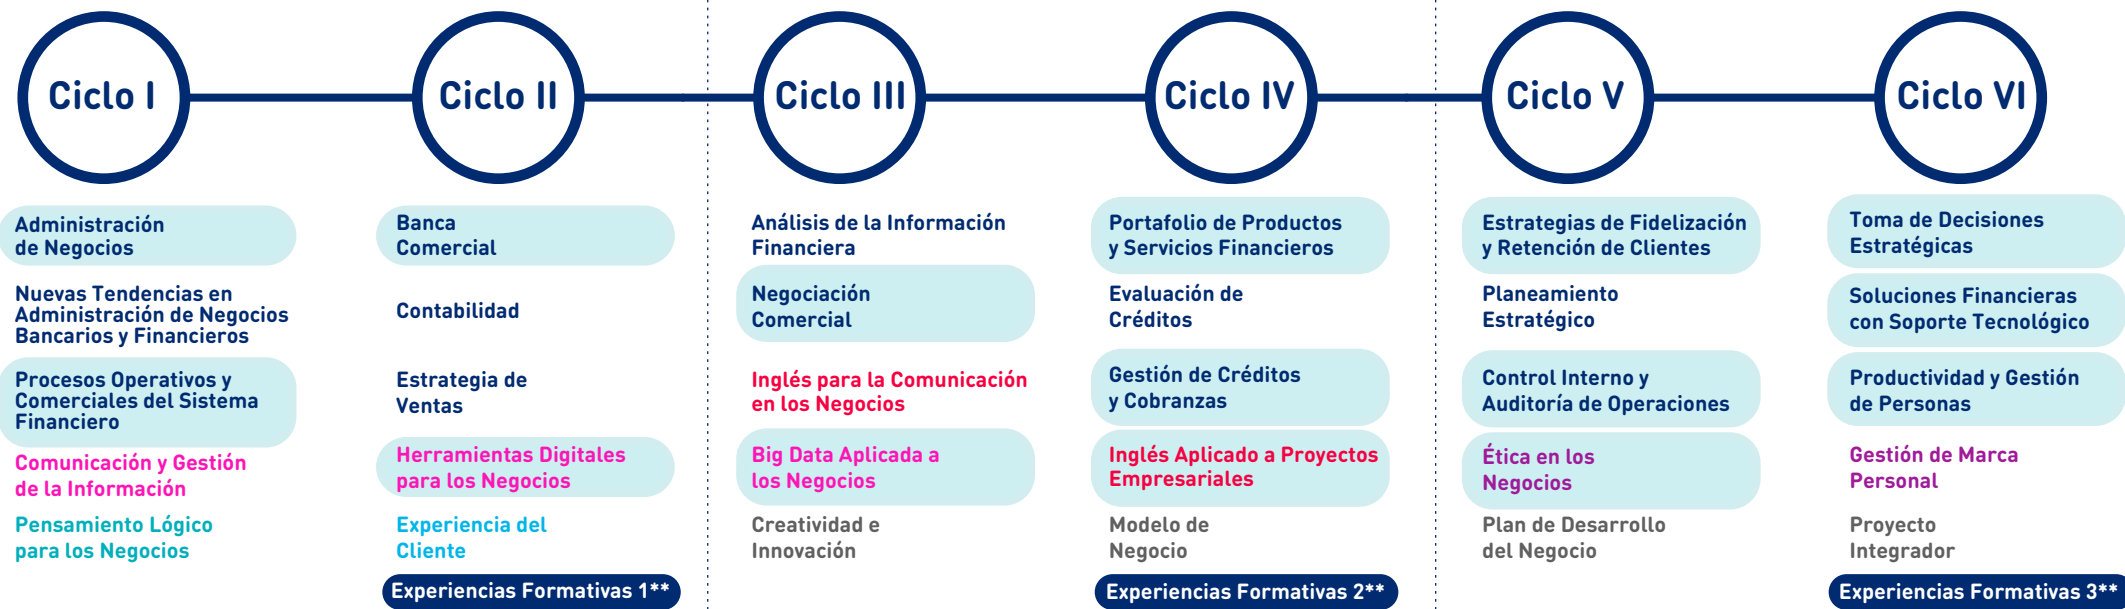 Ciclo I
Ciclo II
Ciclo III
Ciclo IV
Ciclo V
Ciclo VI
Administración
de Negocios
Nuevas Tendencias en
Administración de Negocios
Bancarios y Financieros
Procesos Operativos y
Comerciales del Sistema
Financiero
Comunicación y Gestión
de la Información
Pensamiento Lógico
para los Negocios
Banca
Comercial
Contabilidad
Estrategia de
Ventas
Herramientas Digitales
para los Negocios
Experiencia del
Cliente
Experiencias Formativas 1**
Análisis de la Información
Financiera
Negociación
Comercial
Inglés para la Comunicación
en los Negocios
Big Data Aplicada a
los Negocios
Creatividad e
Innovación
Portafolio de Productos
y Servicios Financieros
Evaluación de
Créditos
Gestión de Créditos
y Cobranzas
Inglés Aplicado a Proyectos
Empresariales
Modelo de
Negocio
Experiencias Formativas 2**
Estrategias de Fidelización
y Retención de Clientes
Planeamiento
Estratégico
Control Interno y
Auditoría de Operaciones
Ética en los
Negocios
Plan de Desarrollo
del Negocio
Toma de Decisiones
Estratégicas
Soluciones Financieras
con Soporte Tecnológico
Productividad y Gestión
de Personas
Gestión de Marca
Personal
Proyecto
Integrador
Experiencias Formativas 3**